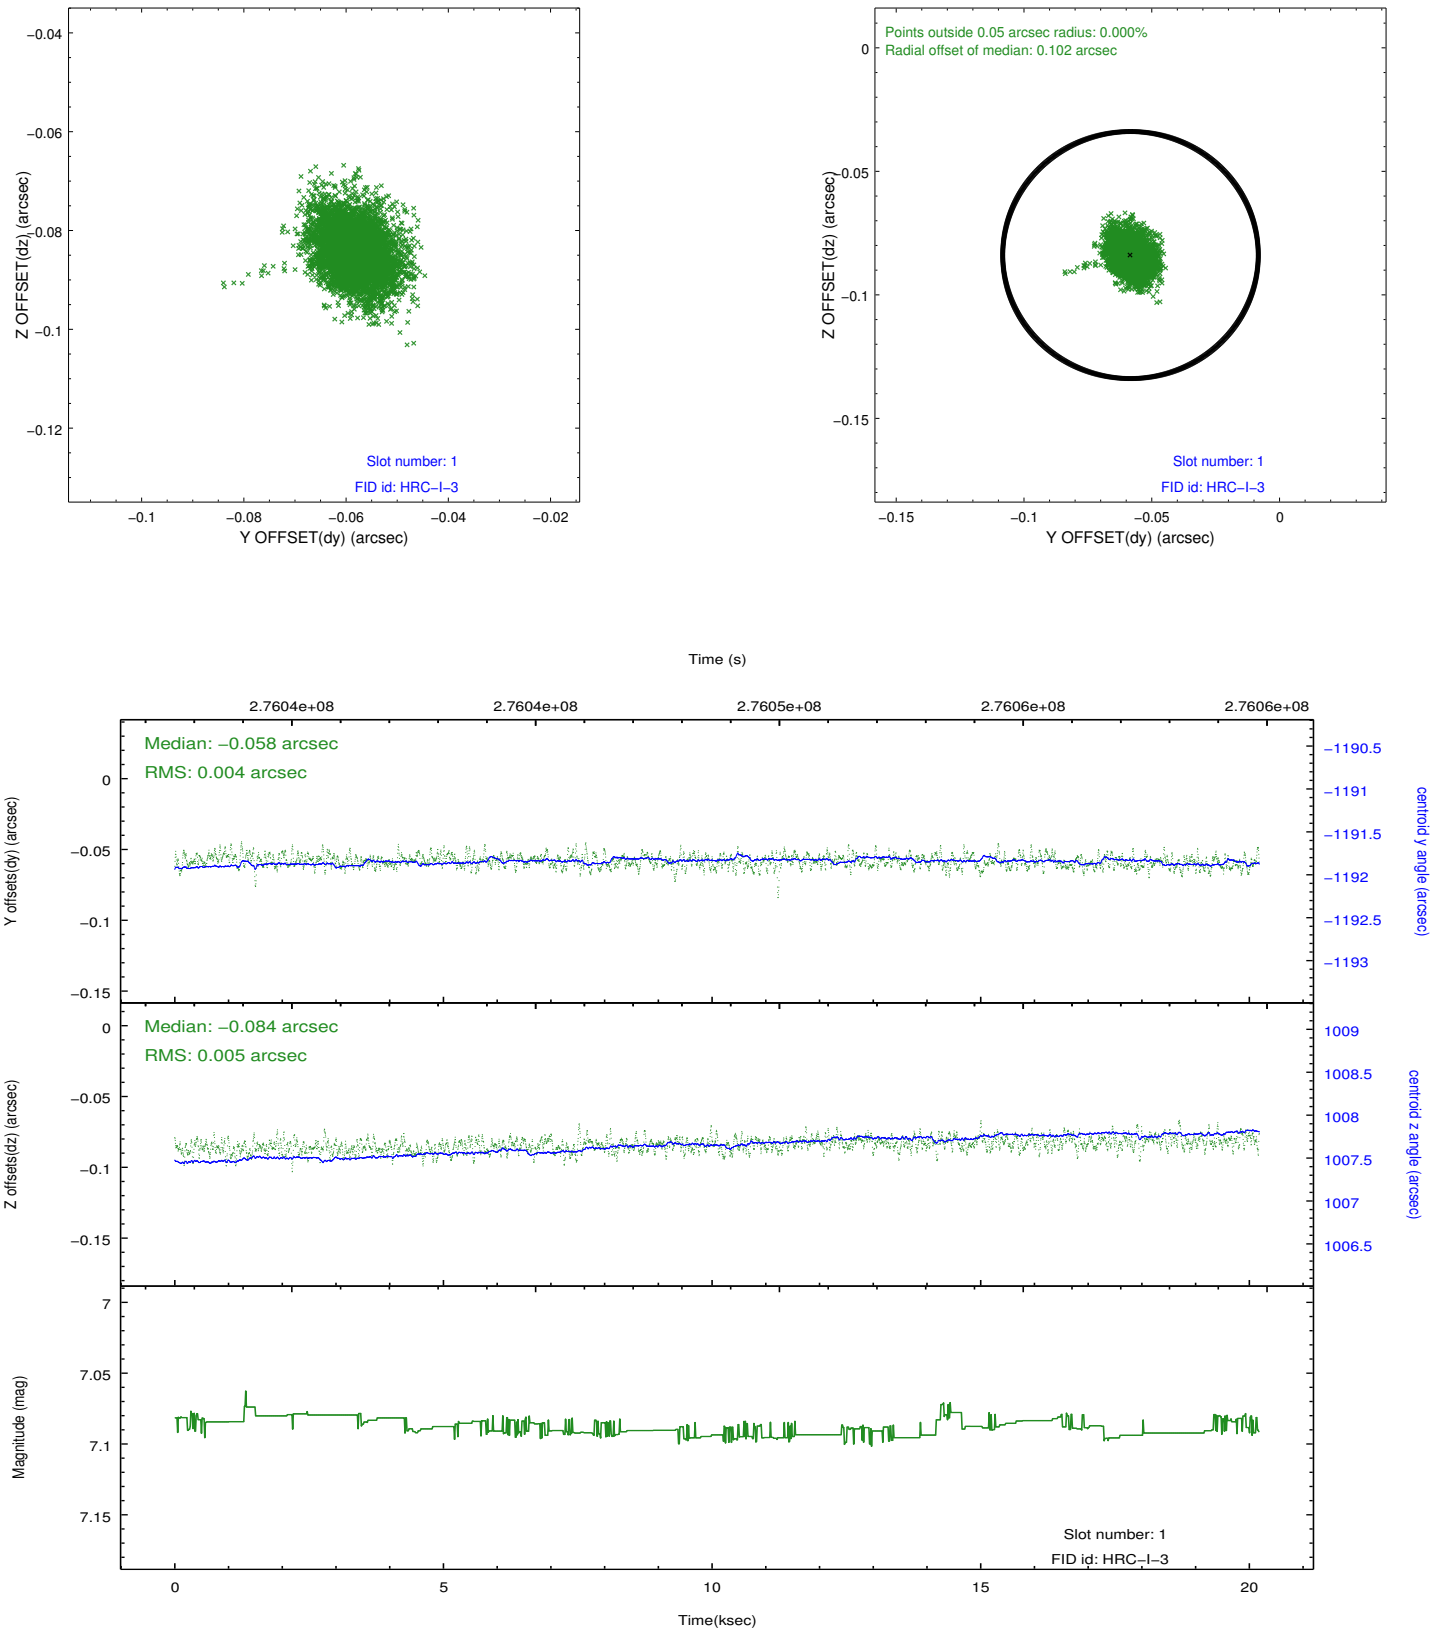 −0.04
−0.06
−0.08
−0.1
−0.12
Z OFFSET(dz) (arcsec)
Slot number: 1
FID id: HRC−I−3
−0.1
−0.08
−0.06
−0.04
−0.02
Y OFFSET(dy) (arcsec)
Points outside 0.05 arcsec radius: 0.000%
Radial offset of median: 0.102 arcsec
0
−0.05
−0.1
−0.15
Z OFFSET(dz) (arcsec)
Slot number: 1
FID id: HRC−I−3
−0.15
−0.1
−0.05
0
Y OFFSET(dy) (arcsec)
Time (s)
2.7604e+08
2.7604e+08
2.7605e+08
2.7606e+08
2.7606e+08
Median: −0.058 arcsec
RMS: 0.004 arcsec
0
−0.05
−0.1
−0.15
Y offsets(dy) (arcsec)
−1190.5
−1191
−1191.5
−1192
−1192.5
−1193
centroid y angle (arcsec)
Median: −0.084 arcsec
RMS: 0.005 arcsec
0
−0.05
−0.1
−0.15
Z offsets(dz) (arcsec)
1009
1008.5
1008
1007.5
1007
1006.5
centroid z angle (arcsec)
7
7.05
7.1
7.15
Magnitude (mag)
Slot number: 1
FID id: HRC−I−3
0
5
10
15
20
Time(ksec)